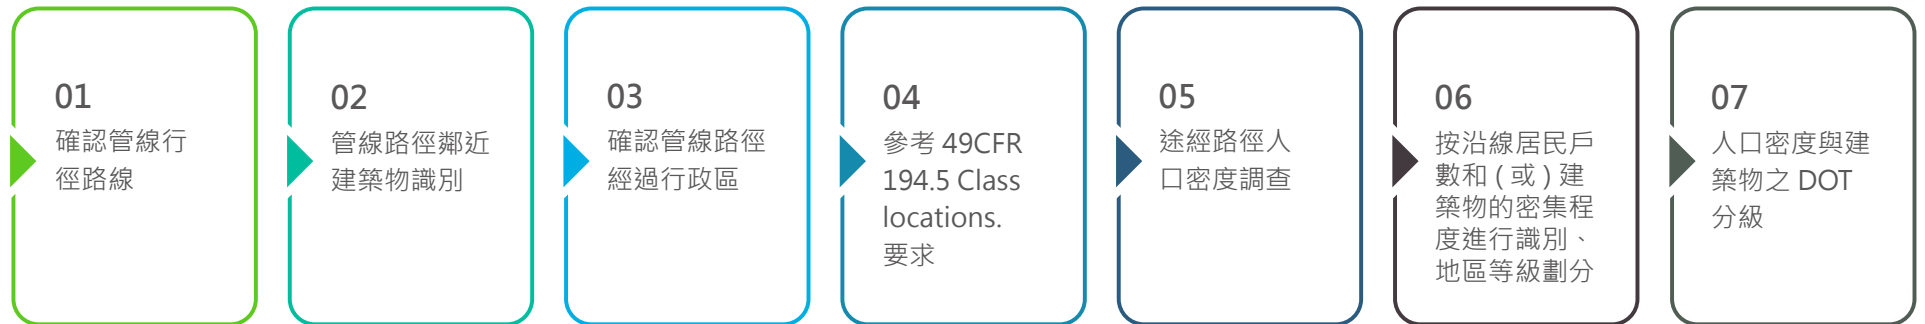 01
確認管線行
徑路線
02
管線路徑鄰近
建築物識別
03
確認管線路徑
經過行政區
04
參考 49CFR
194.5 Class
locations.
要求
05
途經路徑人
口密度調查
06
按沿線居民戶
數和 ( 或 ) 建
築物的密集程
度進行識別、
地區等級劃分
07
人口密度與建
築物之 DOT
分級